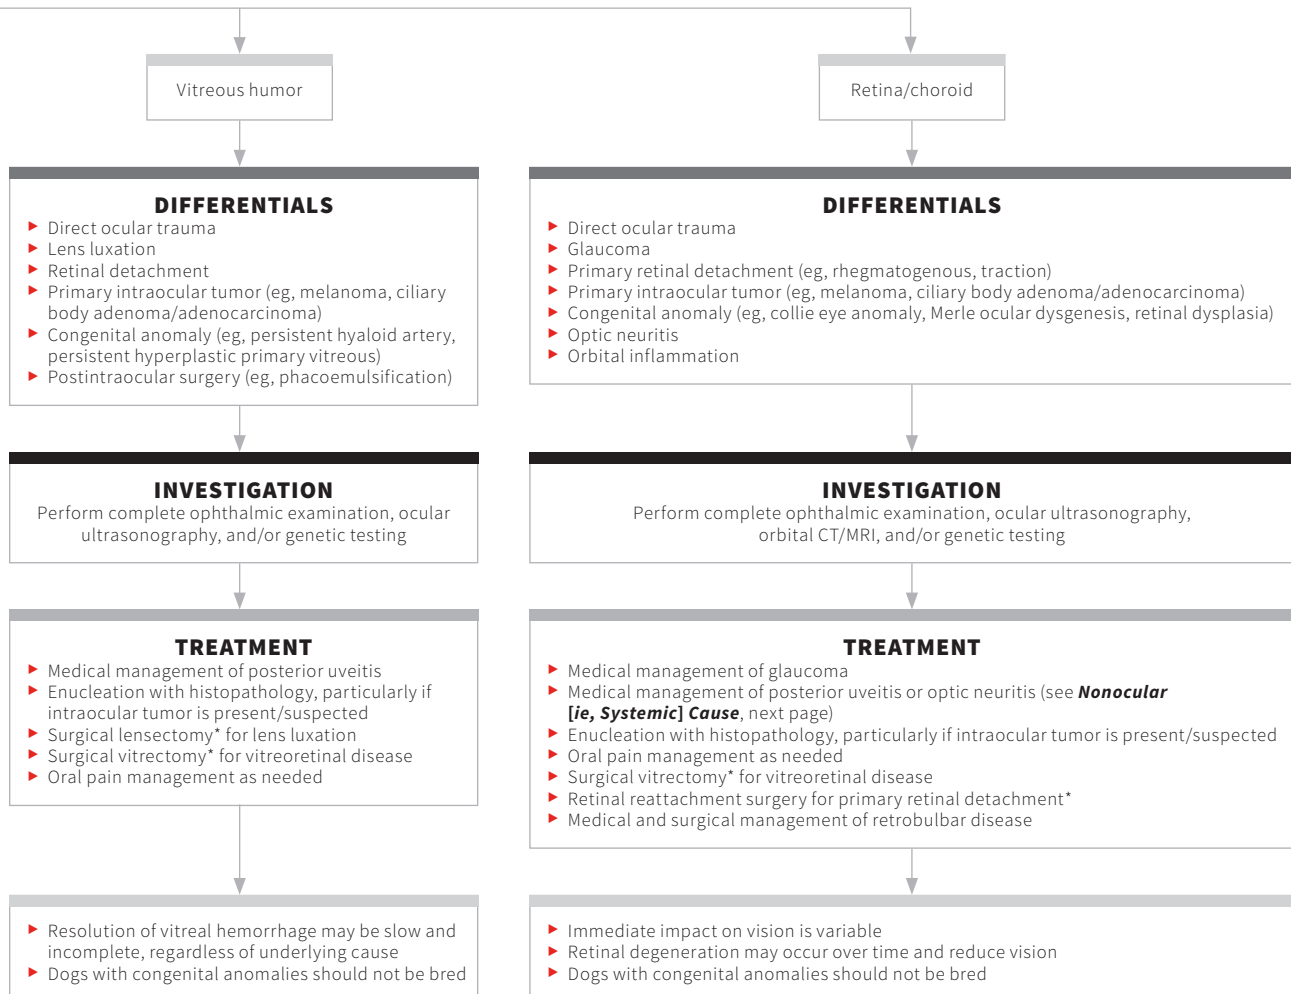 Vitreous humor
DIFFERENTIALS
▶ Direct ocular trauma
▶ Lens luxation
▶ Retinal detachment
▶ Primary intraocular tumor (eg, melanoma, ciliary
body adenoma/adenocarcinoma)
▶ Congenital anomaly (eg, persistent hyaloid artery,
persistent hyperplastic primary vitreous)
▶ Postintraocular surgery (eg, phacoemulsification)
INVESTIGATION
Perform complete ophthalmic examination, ocular
ultrasonography, and/or genetic testing
TREATMENT
▶ Medical management of posterior uveitis
▶ Enucleation with histopathology, particularly if
intraocular tumor is present/suspected
▶ Surgical lensectomy* for lens luxation
▶ Surgical vitrectomy* for vitreoretinal disease
▶ Oral pain management as needed
▶ Resolution of vitreal hemorrhage may be slow and
incomplete, regardless of underlying cause
▶ Dogs with congenital anomalies should not be bred
Retina/choroid
DIFFERENTIALS
▶ Direct ocular trauma
▶ Glaucoma
▶ Primary retinal detachment (eg, rhegmatogenous, traction)
▶ Primary intraocular tumor (eg, melanoma, ciliary body adenoma/adenocarcinoma)
▶ Congenital anomaly (eg, collie eye anomaly, Merle ocular dysgenesis, retinal dysplasia)
▶ Optic neuritis
▶ Orbital inflammation
INVESTIGATION
Perform complete ophthalmic examination, ocular ultrasonography,
orbital CT/MRI, and/or genetic testing
TREATMENT
▶ Medical management of glaucoma
▶ Medical management of posterior uveitis or optic neuritis (see Nonocular
[ie, Systemic] Cause, next page)
▶ Enucleation with histopathology, particularly if intraocular tumor is present/suspected
▶ Oral pain management as needed
▶ Surgical vitrectomy* for vitreoretinal disease
▶ Retinal reattachment surgery for primary retinal detachment*
▶ Medical and surgical management of retrobulbar disease
▶ Immediate impact on vision is variable
▶ Retinal degeneration may occur over time and reduce vision
▶ Dogs with congenital anomalies should not be bred